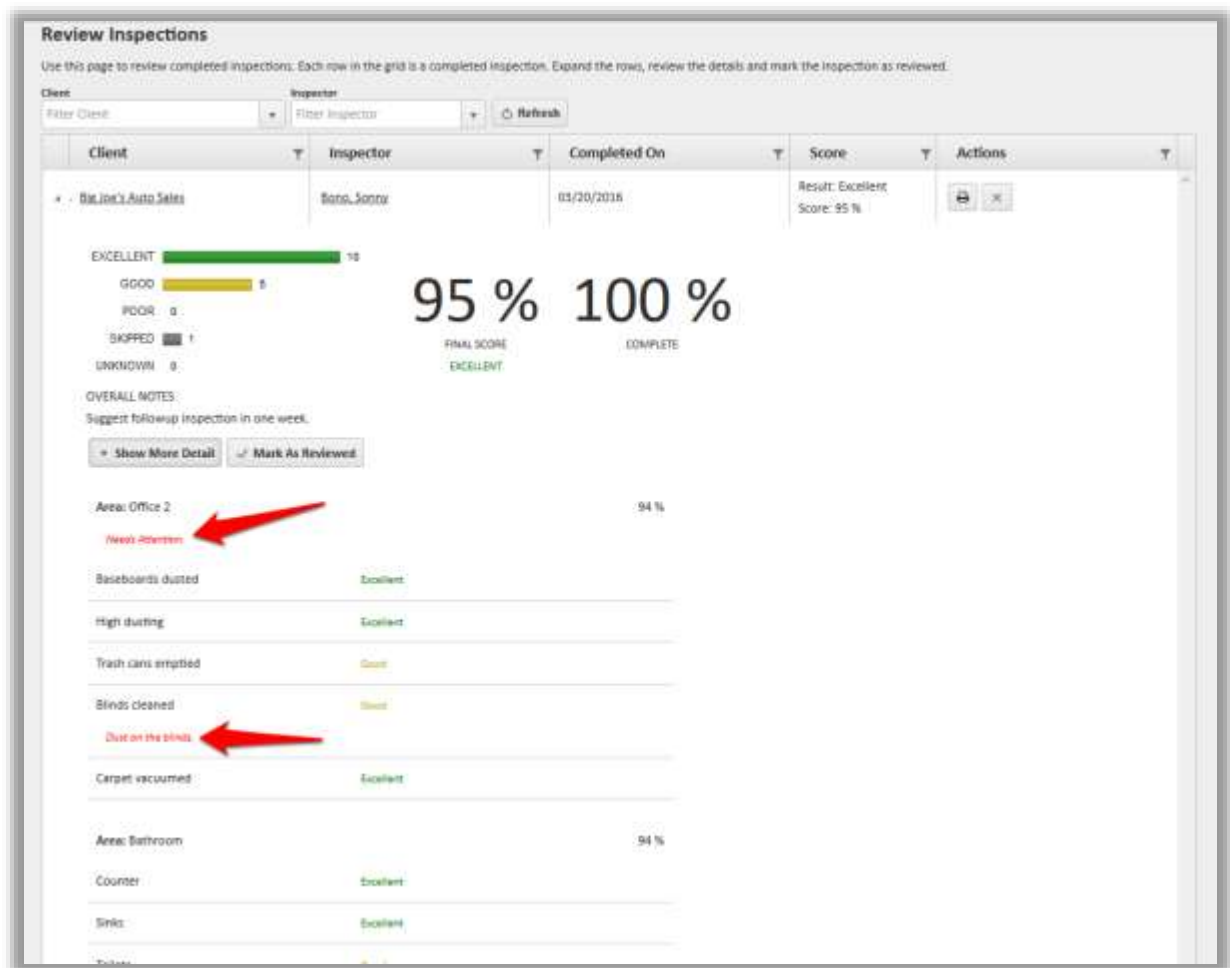 Review Inspections
Use this page to review completed inspections. Each row in the grid is a completed inspection. Expand the rows, review the details and mark the inspection as reviewed.
Client Inspector
Filter Client Filter Inspector Refresh
Client Inspector Completed On Score Actions
Big Joe's Auto Sales Bono, Sonny 03/20/2016 Result: Excellent
Score: 95 %
EXCELLENT
GOOD
POOR 0
SKIPPED 1
UNKNOWN 0
95 % 100 %
FINAL SCORE COMPLETE
EXCELLENT
OVERALL NOTES
Suggest followup inspection in one week.
Show More Detail Mark As Reviewed
Area: Office 2 94 %
Needs Attention
Baseboards dusted Excellent
High dusting Excellent
Trash cans emptied Good
Blinds cleaned Good
Dust on the blinds.
Carpet vacuumed Excellent
Area: Bathroom 94 %
Counter Excellent
Sinks Excellent